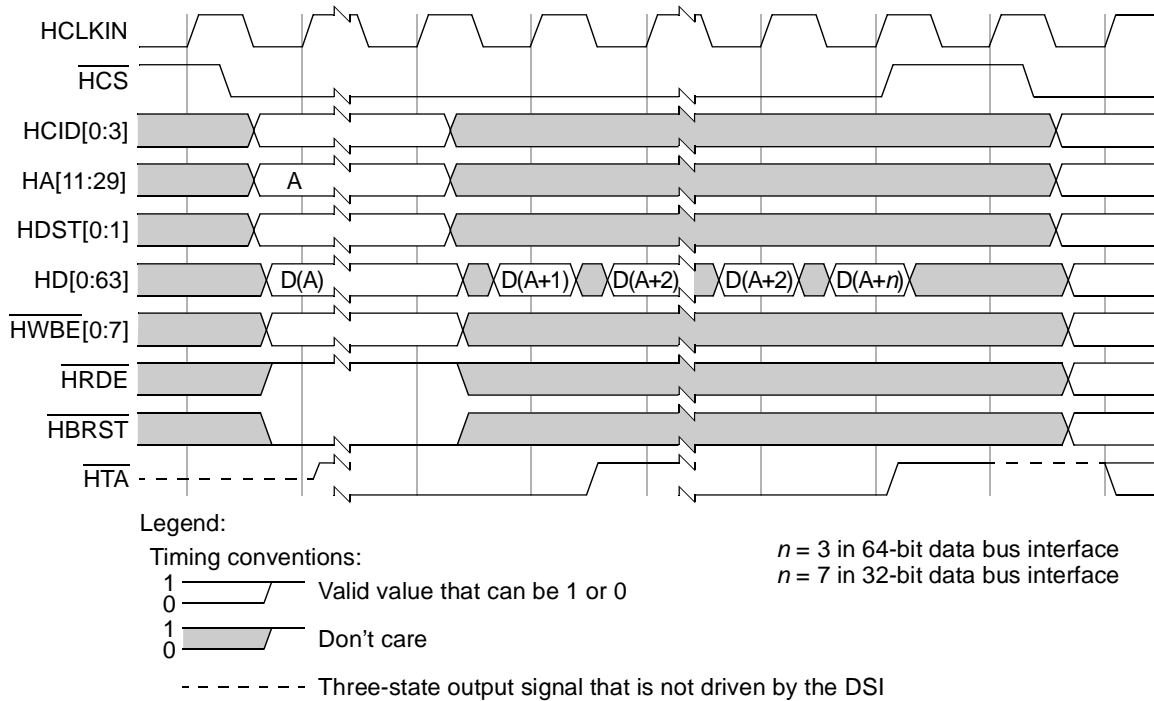 HCLKIN
HCS
HCID[0:3]
HA[11:29] A
HDST[0:1]
HD[0:63] D(A) D(A+1) D(A+2) D(A+2) D(A+n)
HWBE[0:7]
HRDE
HBRST
HTA
Legend:
Timing conventions:
1
0 Valid value that can be 1 or 0
1
0 Don't care
Three-state output signal that is not driven by the DSI
n = 3 in 64-bit data bus interface
n = 7 in 32-bit data bus interface